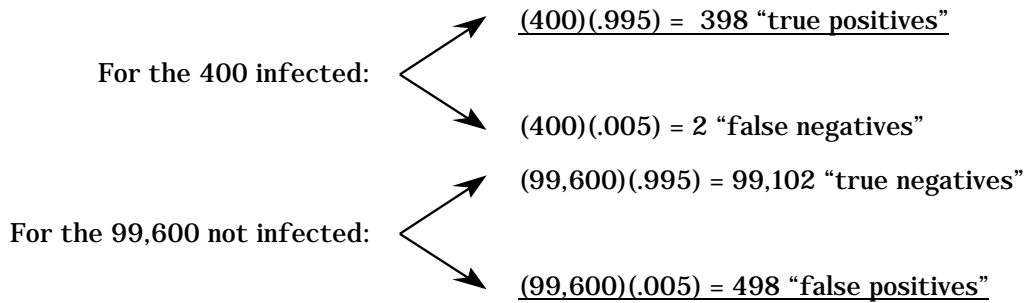 (400)(.995) = 398 “true positives”
For the 400 infected:
(400)(.005) = 2 “false negatives”
(99,600)(.995) = 99,102 “true negatives”
For the 99,600 not infected:
(99,600)(.005) = 498 “false positives”